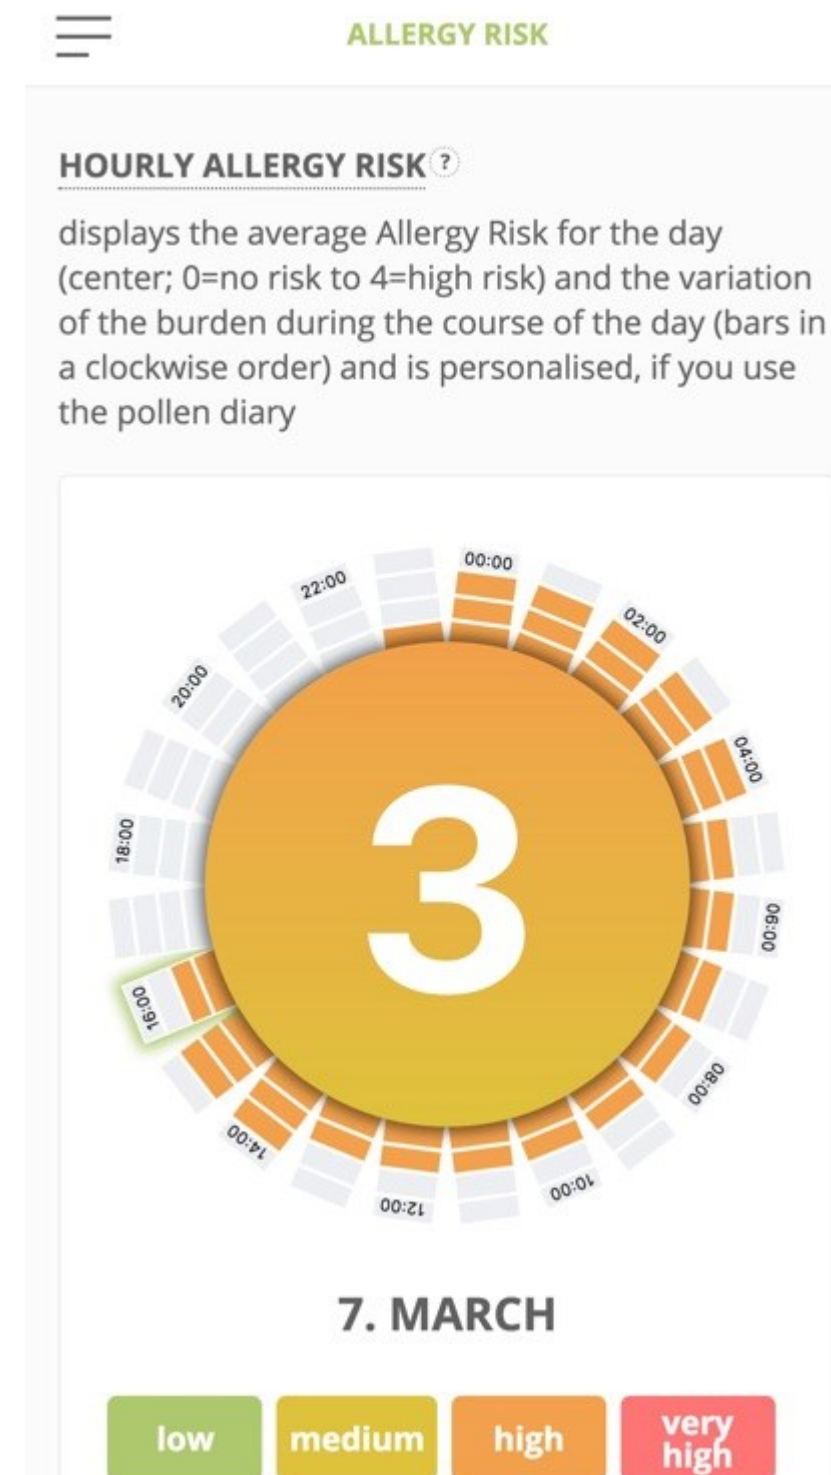 ALLERGY RISK
HOURLY ALLERGY RISK ?
displays the average Allergy Risk for the day
(center; 0=no risk to 4=high risk) and the variation
of the burden during the course of the day (bars in
a clockwise order) and is personalised, if you use
the pollen diary
00:00
02:00
04:00
06:00
08:00
10:00
12:00
14:00
16:00
18:00
20:00
22:00
3
7. MARCH
low
medium
high
very
high